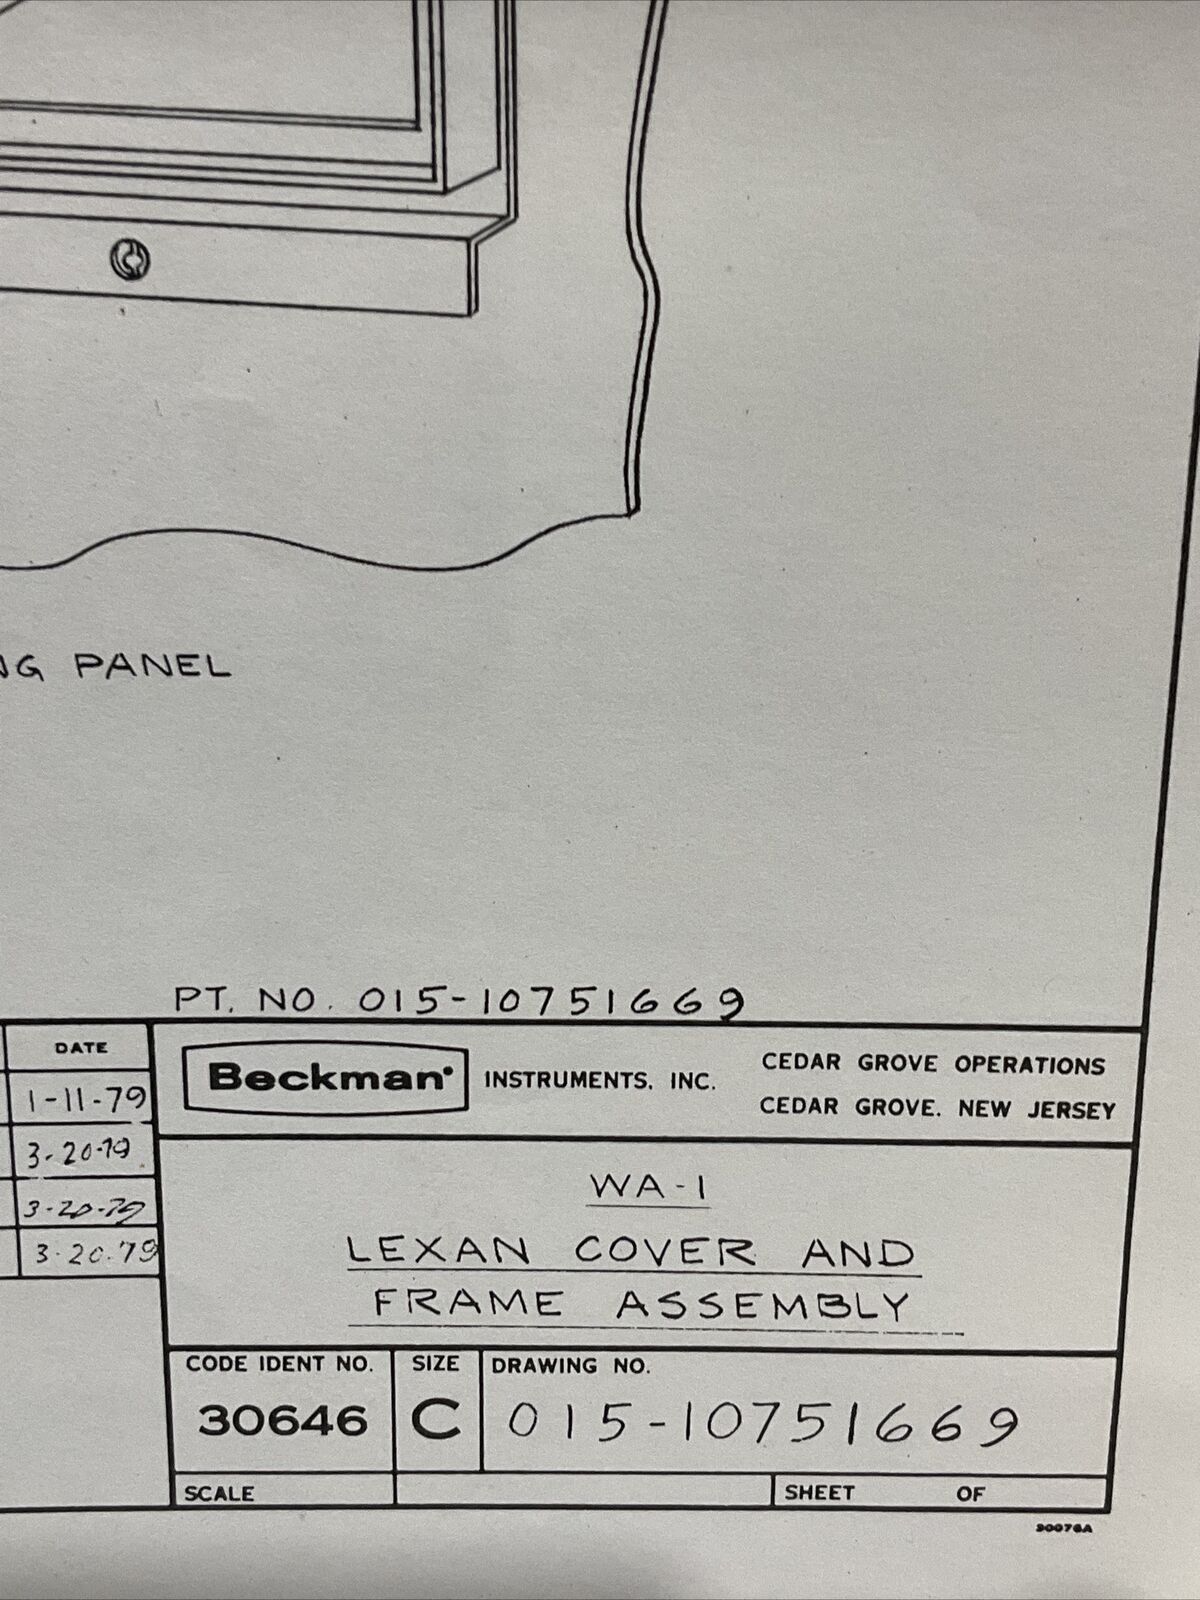 NG PANEL
PT. NO. 015-10751669
DATE
1-11-79
3-20-79
3-20-79
3-20-79
Beckman INSTRUMENTS, INC.
CEDAR GROVE OPERATIONS
CEDAR GROVE, NEW JERSEY
WA-1
LEXAN COVER AND
FRAME ASSEMBLY
CODE IDENT NO.
30646
SIZE
C
DRAWING NO.
015-10751669
SCALE
SHEET OF
30076A